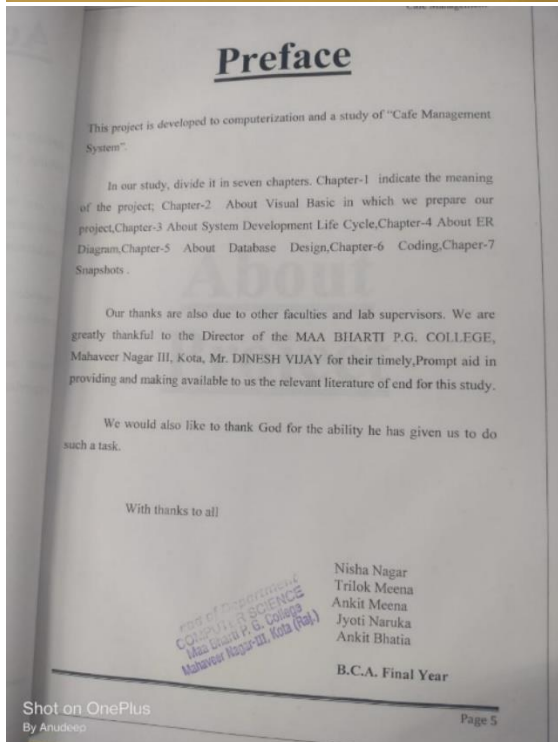 Cafe Management
Preface
This project is developed to computerization and a study of “Cafe Management
System”.
In our study, divide it in seven chapters. Chapter-1 indicate the meaning
of the project; Chapter-2 About Visual Basic in which we prepare our
project,Chapter-3 About System Development Life Cycle,Chapter-4 About ER
Diagram,Chapter-5 About Database Design,Chapter-6 Coding,Chaper-7
Snapshots .
About
Our thanks are also due to other faculties and lab supervisors. We are
greatly thankful to the Director of the MAA BHARTI P.G. COLLEGE,
Mahaveer Nagar III, Kota, Mr. DINESH VIJAY for their timely,Prompt aid in
providing and making available to us the relevant literature of end for this study.
We would also like to thank God for the ability he has given us to do
such a task.
With thanks to all
Nisha Nagar
Trilok Meena
Ankit Meena
Jyoti Naruka
Ankit Bhatia
B.C.A. Final Year
of Department
COMPUTER SCIENCE
Maa Bharti P. G. College
Mahaveer Nagar-III, Kota (Raj.)
Page 5
Shot on OnePlus
By Anudeep